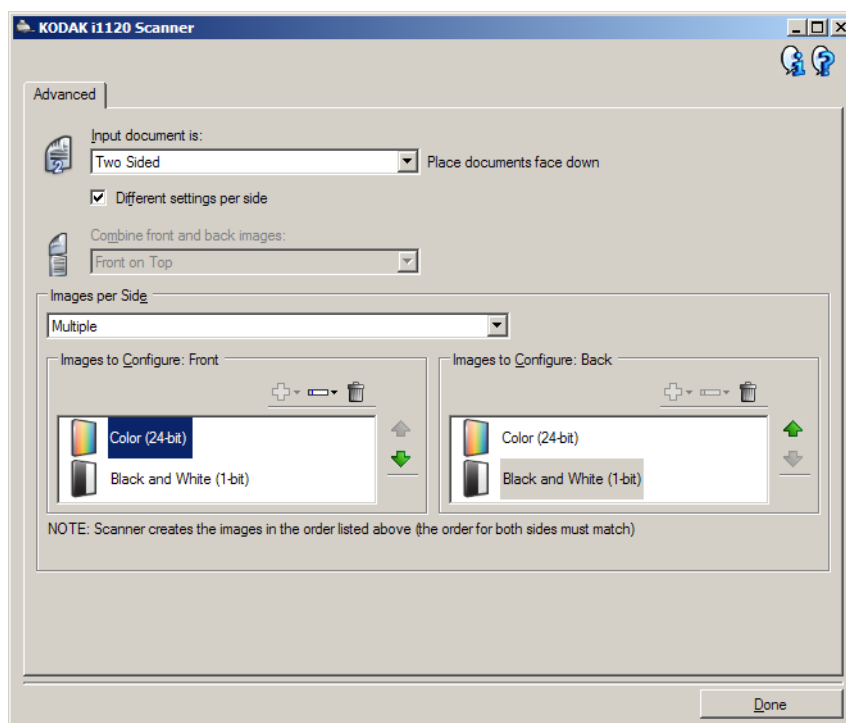 KODAK i1120 Scanner
Advanced
Input document is:
2
Two Sided
Place documents face down
Different settings per side
Combine front and back images:
Front on Top
Images per Side
Multiple
Images to Configure: Front
Images to Configure: Back
Color (24-bit)
Black and White (1-bit)
Color (24-bit)
Black and White (1-bit)
NOTE: Scanner creates the images in the order listed above (the order for both sides must match)
Done